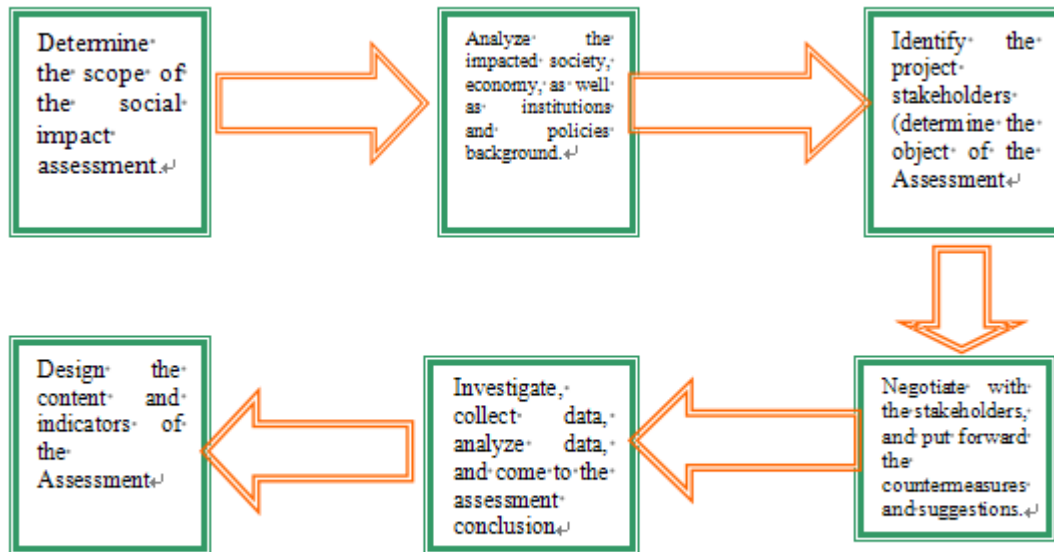 Determine
the scope of
the social
impact
assessment.
Analyze the
impacted society,
economy, as well
as institutions
and policies
background.
Identify the
project
stakeholders
(determine the
object of the
Assessment
Negotiate with
the stakeholders,
and put forward
the
countermeasures
and suggestions.
Investigate,
collect data,
analyze data,
and come to the
assessment
conclusion
Design the
content and
indicators of
the
Assessment